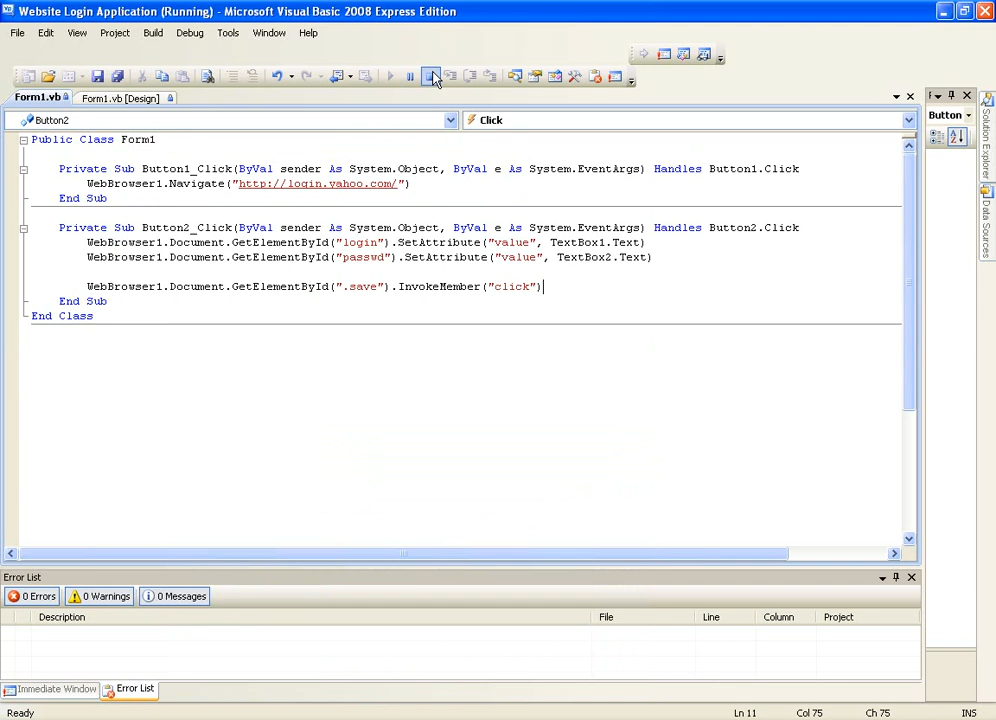 Website Login Application (Running) - Microsoft Visual Basic 2008 Express Edition
File Edit View Project Build Debug Tools Window Help
Form1.vb Form1.vb [Design]
Button2 Click
Button
Public Class Form1
Private Sub Button1_Click(ByVal sender As System.Object, ByVal e As System.EventArgs) Handles Button1.Click
WebBrowser1.Navigate("http://login.yahoo.com/")
End Sub
Private Sub Button2_Click(ByVal sender As System.Object, ByVal e As System.EventArgs) Handles Button2.Click
WebBrowser1.Document.GetElementById("login").SetAttribute("value", TextBox1.Text)
WebBrowser1.Document.GetElementById("passwd").SetAttribute("value", TextBox2.Text)
WebBrowser1.Document.GetElementById(".save").InvokeMember("click")
End Sub
End Class
Solution Explorer
Data Sources
Error List
0 Errors 0 Warnings 0 Messages
Description File Line Column Project
Immediate Window Error List
Ready Ln 11 Col 75 Ch 75 INS